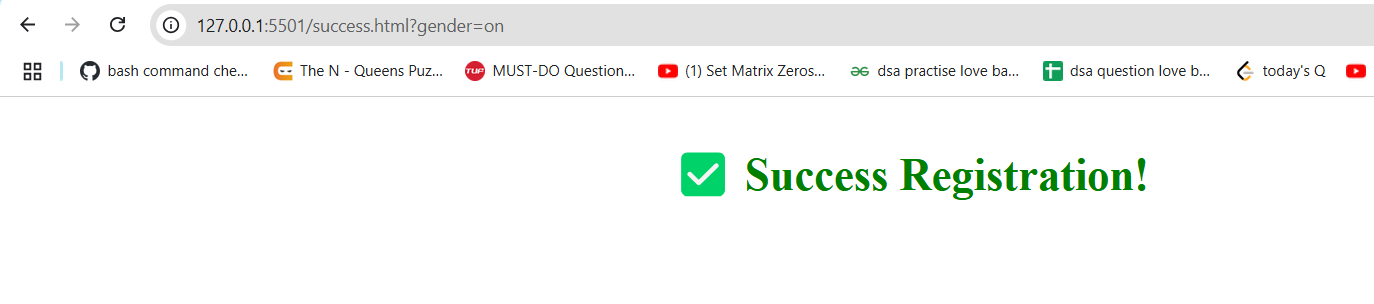 127.0.0.1:5501/success.html?gender=on
bash command che... The N - Queens Puz... TUF MUST-DO Question... (1) Set Matrix Zeros... dsa practise love ba... dsa question love b... today's Q
✅ Success Registration!